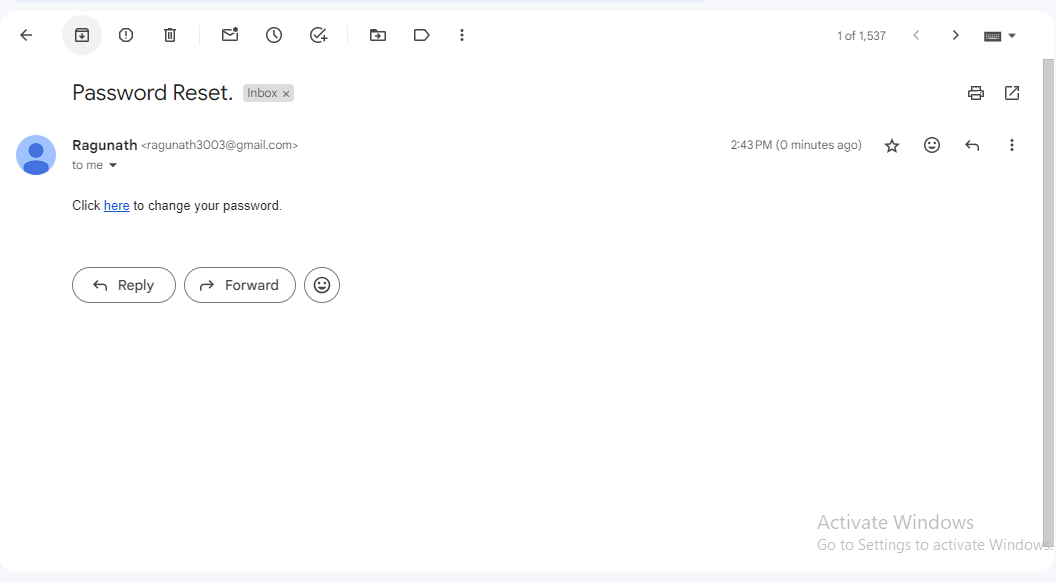 1 of 1,537
Password Reset. Inbox ×
Ragunath <ragunath3003@gmail.com> 2:43 PM (0 minutes ago)
to me
Click here to change your password.
Reply Forward
Activate Windows
Go to Settings to activate Windows.